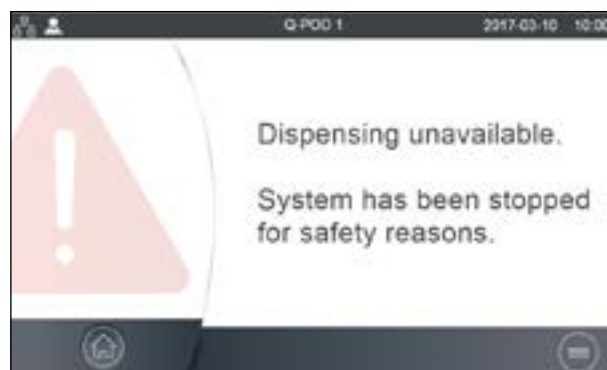 Q-POD 1
2017-03-10 10:00
Dispensing unavailable.
System has been stopped
for safety reasons.